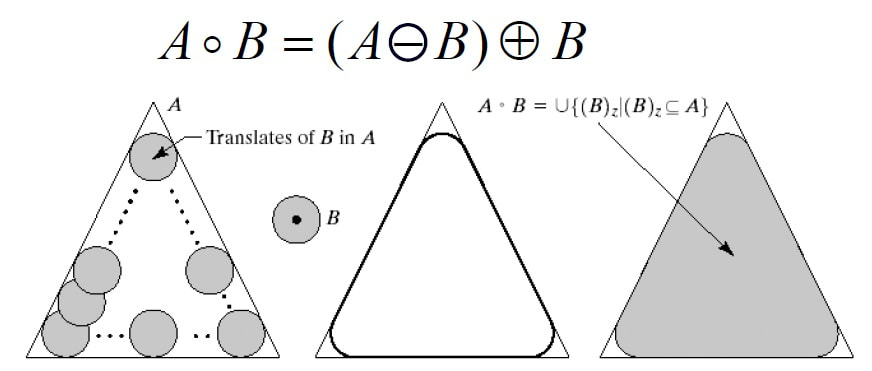 A ∘ B = (A ⊖ B) ⊕ B
A
Translates of B in A
B
A ∘ B = ∪{(B)z|(B)z ⊆ A}